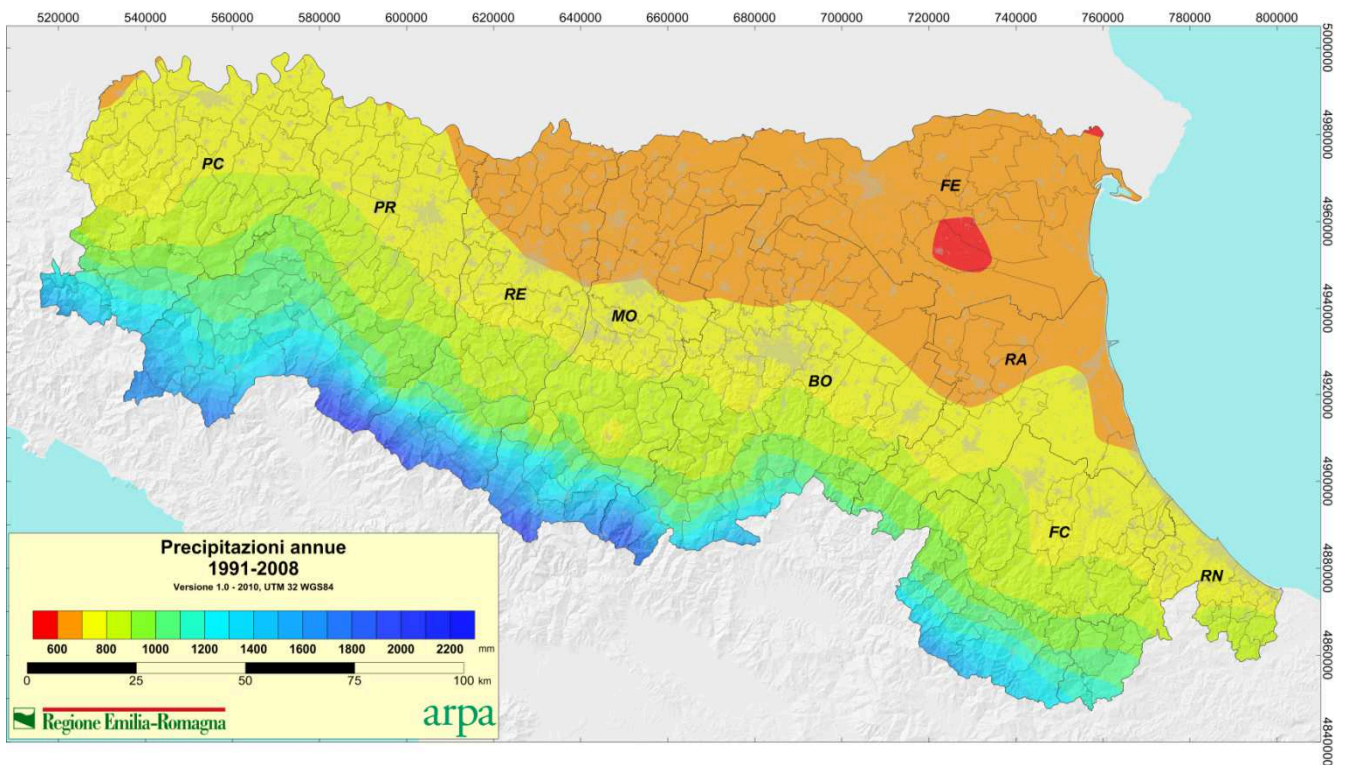 520000 540000 560000 580000 600000 620000 640000 660000 680000 700000 720000 740000 760000 780000 800000
5000000
4980000
4960000
4940000
4920000
4900000
4880000
4860000
4840000
PC
FE
PR
RE
MO
RA
BO
FC
RN
Precipitazioni annue
1991-2008
Versione 1.0 - 2010, UTM 32 WGS84
600 800 1000 1200 1400 1600 1800 2000 2200 mm
0 25 50 75 100 km
Regione Emilia-Romagna
arpa